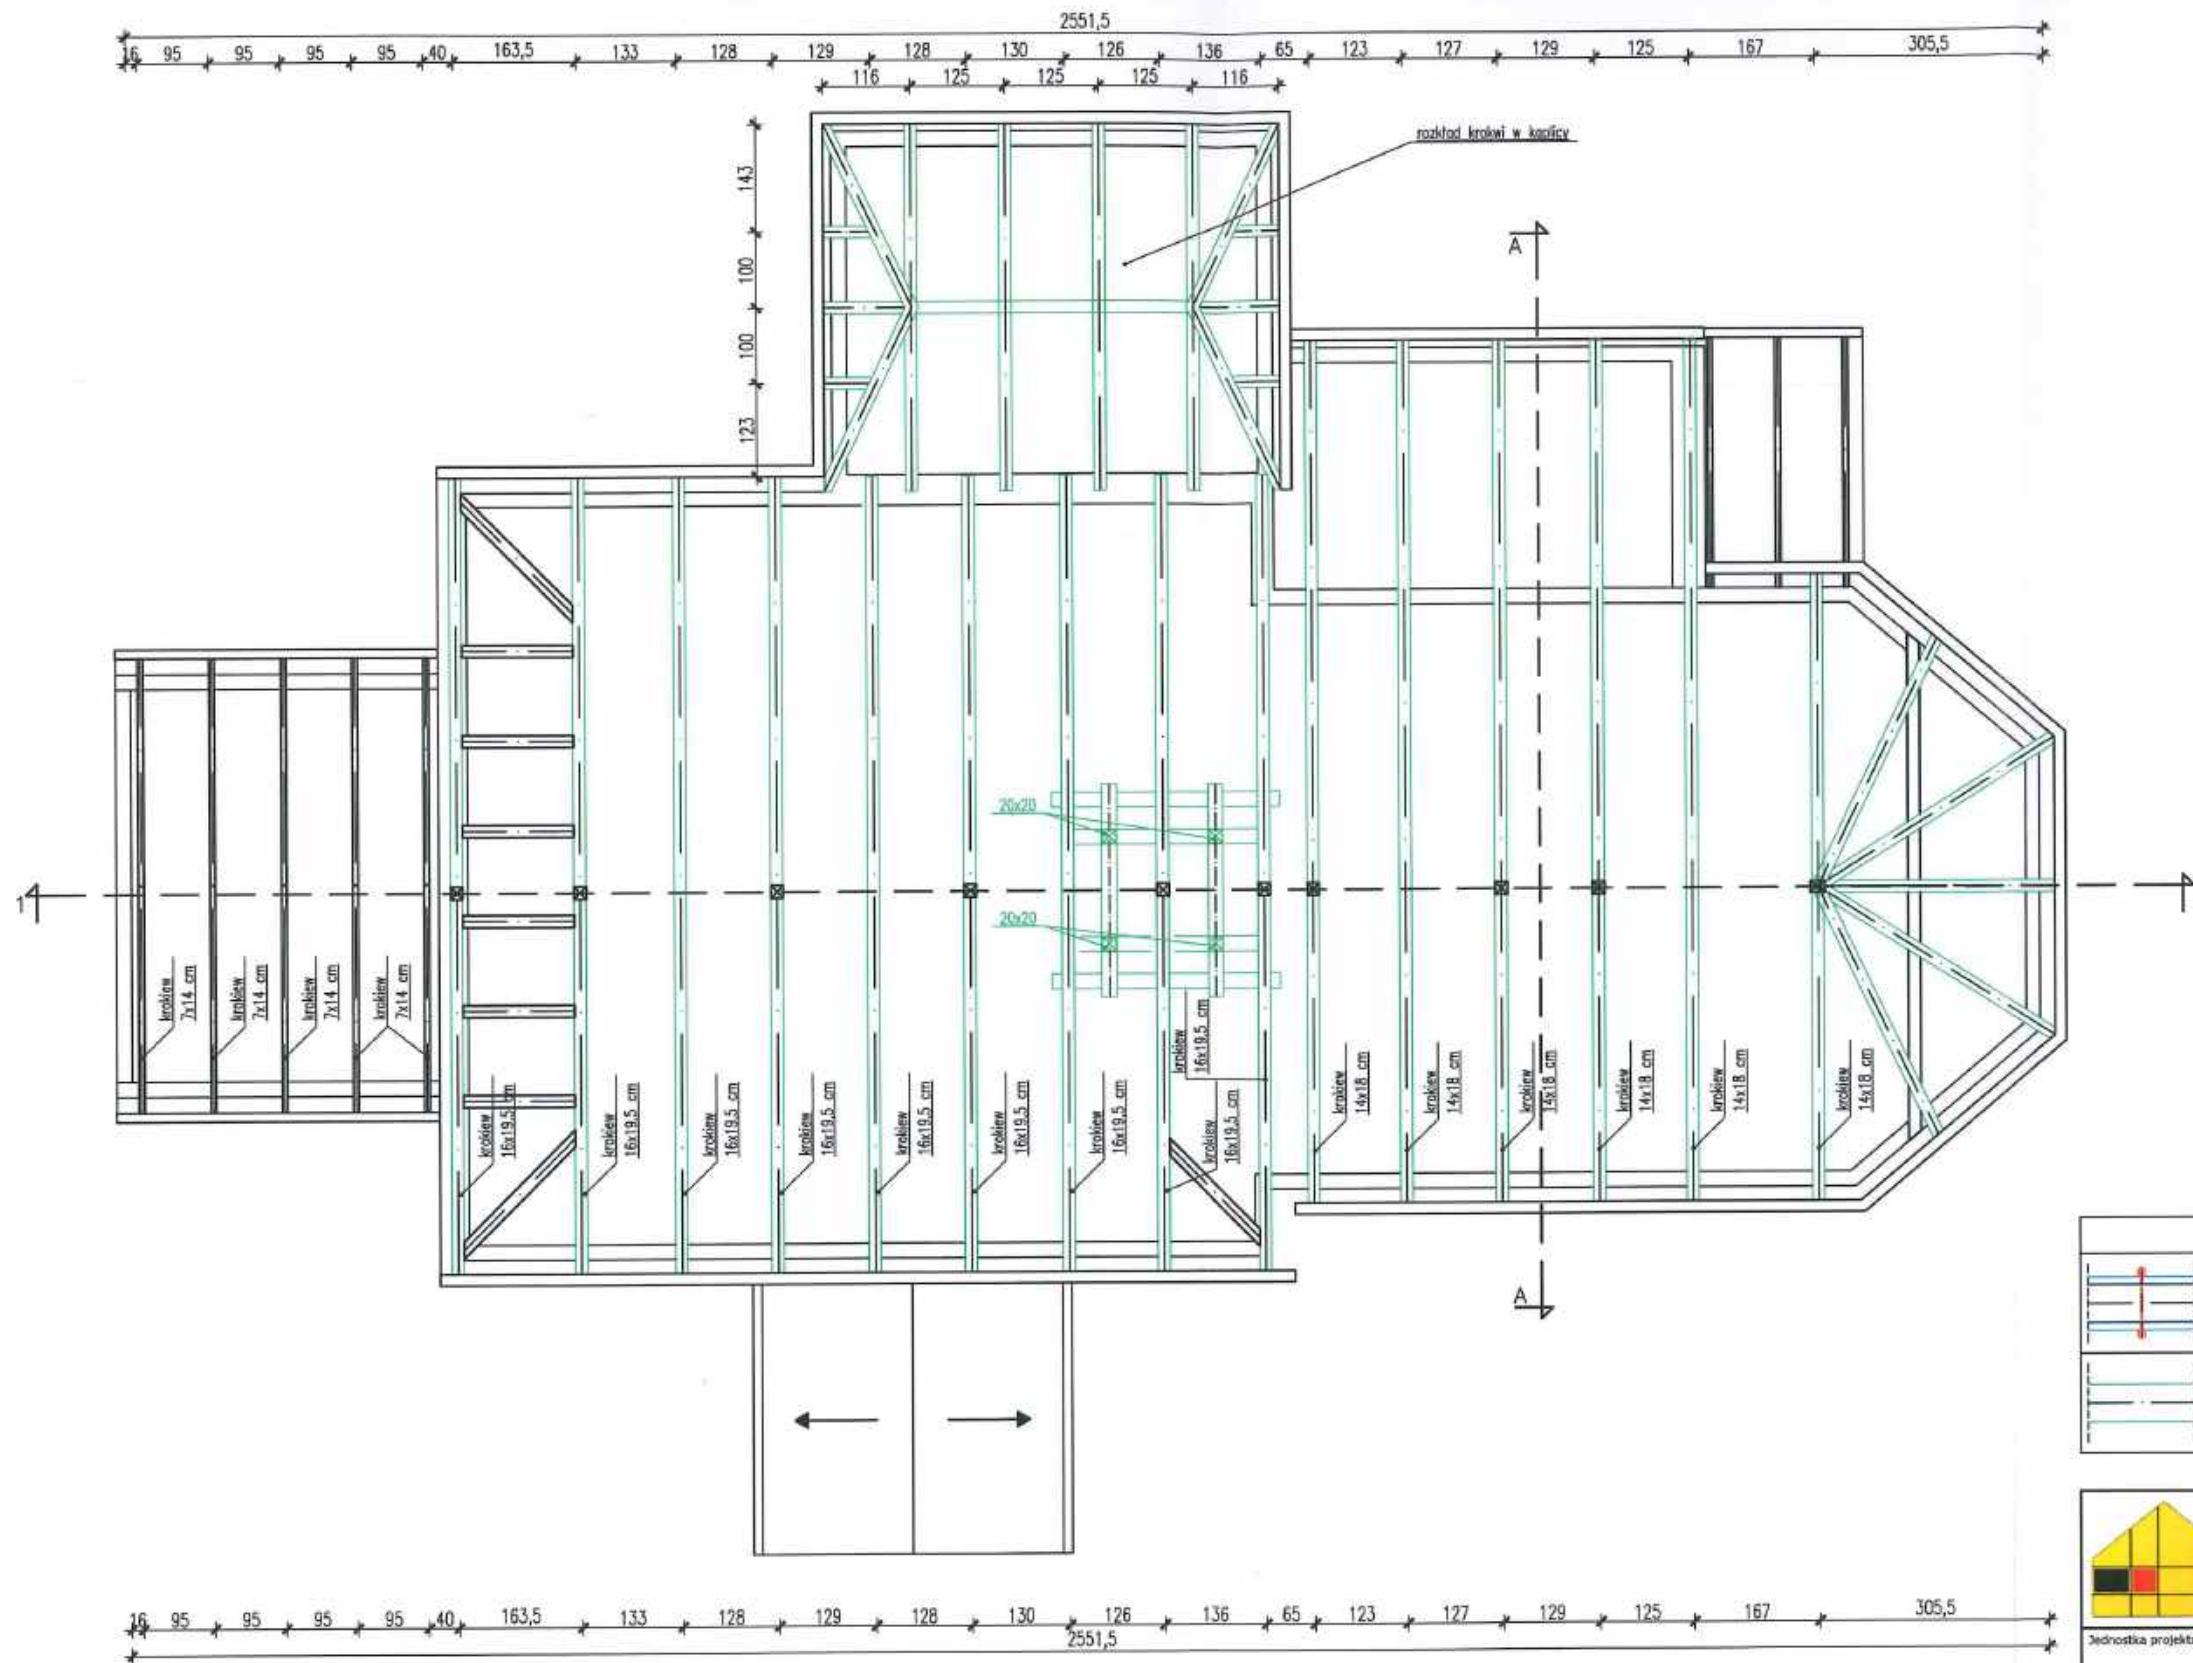 2551,5
16 95 95 95 95 40 163,5 133 128 129 128 130 126 136 65 123 127 129 125 167 305,5
116 125 125 125 116
rozkład krokwi w kaplicy
143
100
100
123
A
20x20
20x20
1
krokiew
7x14 cm
krokiew
7x14 cm
krokiew
7x14 cm
krokiew
7x14 cm
krokiew
16x19,5 cm
krokiew
16x19,5 cm
krokiew
16x19,5 cm
krokiew
16x19,5 cm
krokiew
16x19,5 cm
krokiew
16x19,5 cm
krokiew
16x19,5 cm
krokiew
16x19,5 cm
krokiew
16x19,5 cm
krokiew
14x18 cm
krokiew
14x18 cm
krokiew
14x18 cm
krokiew
14x18 cm
krokiew
14x18 cm
krokiew
14x18 cm
A
16 95 95 95 95 40 163,5 133 128 129 128 130 126 136 65 123 127 129 125 167 305,5
2551,5
Jednostka projekt